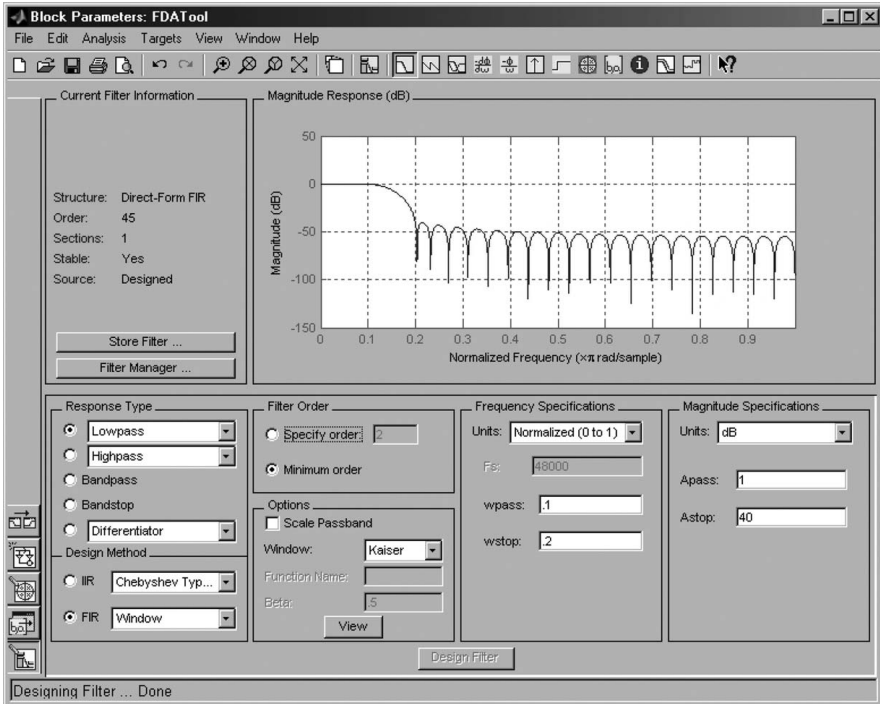 Block Parameters: FDATool
File Edit Analysis Targets View Window Help
Current Filter Information
Structure: Direct-Form FIR
Order: 45
Sections: 1
Stable: Yes
Source: Designed
Store Filter ...
Filter Manager ...
Magnitude Response (dB)
50
0
-50
-100
-150
Magnitude (dB)
0 0.1 0.2 0.3 0.4 0.5 0.6 0.7 0.8 0.9
Normalized Frequency (×π rad/sample)
Response Type
Lowpass
Highpass
Bandpass
Bandstop
Differentiator
Design Method
IIR Chebyshev Typ...
FIR Window
Filter Order
Specify order: 2
Minimum order
Options
Scale Passband
Window: Kaiser
Function Name:
Beta: .5
View
Frequency Specifications
Units: Normalized (0 to 1)
Fs: 48000
wpass: .1
wstop: .2
Magnitude Specifications
Units: dB
Apass: 1
Astop: 40
Design Filter
Designing Filter ... Done